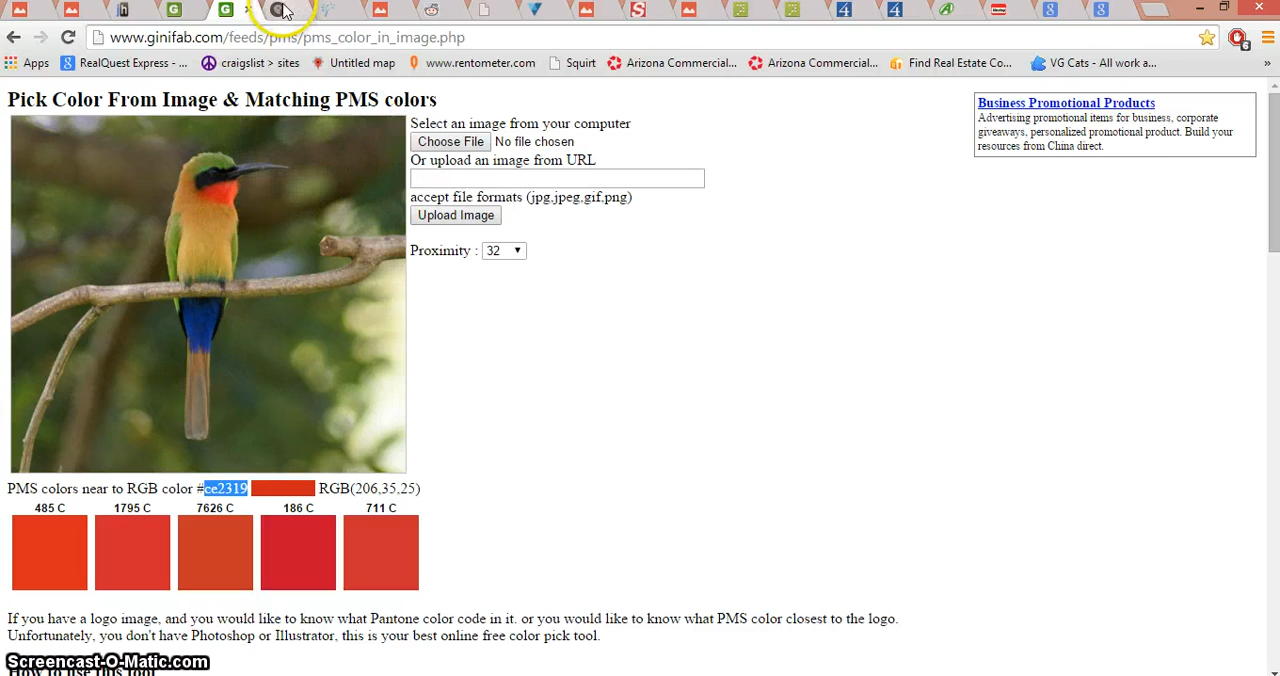 www.ginifab.com/feeds/pms/pms_color_in_image.php
Apps RealQuest Express - ... craigslist > sites Untitled map www.rentometer.com Squirt Arizona Commercial... Arizona Commercial... Find Real Estate Co... VG Cats - All work a... »
Pick Color From Image & Matching PMS colors
Select an image from your computer
Choose File No file chosen
Or upload an image from URL
accept file formats (jpg,jpeg,gif,png)
Upload Image
Proximity : 32
Business Promotional Products
Advertising promotional items for business, corporate
giveaways, personalized promotional product. Build your
resources from China direct.
PMS colors near to RGB color #ce2319 RGB(206,35,25)
485 C 1795 C 7626 C 186 C 711 C
If you have a logo image, and you would like to know what Pantone color code in it. or you would like to know what PMS color closest to the logo.
Unfortunately, you don't have Photoshop or Illustrator, this is your best online free color pick tool.
Screencast-O-Matic.com
How to use this tool